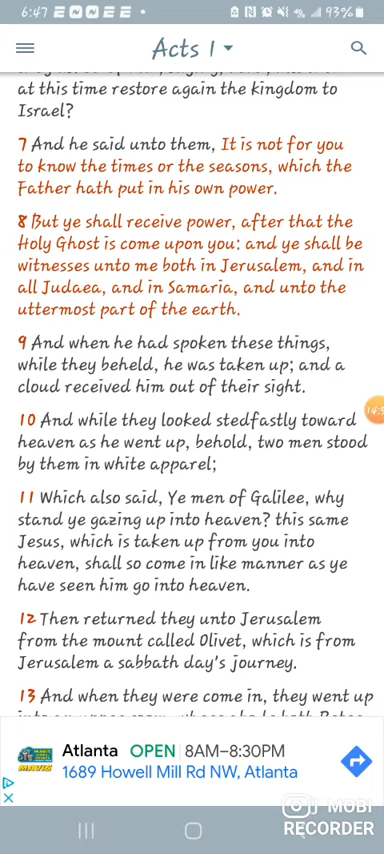 6:47
93%
Acts 1
at this time restore again the kingdom to
Israel?
7 And he said unto them, It is not for you
to know the times or the seasons, which the
Father hath put in his own power.
8 But ye shall receive power, after that the
Holy Ghost is come upon you: and ye shall be
witnesses unto me both in Jerusalem, and in
all Judaea, and in Samaria, and unto the
uttermost part of the earth.
9 And when he had spoken these things,
while they beheld, he was taken up; and a
cloud received him out of their sight.
10 And while they looked stedfastly toward
heaven as he went up, behold, two men stood
by them in white apparel;
11 Which also said, Ye men of Galilee, why
stand ye gazing up into heaven? this same
Jesus, which is taken up from you into
heaven, shall so come in like manner as ye
have seen him go into heaven.
12 Then returned they unto Jerusalem
from the mount called Olivet, which is from
Jerusalem a sabbath day's journey.
13 And when they were come in, they went up
MAVIS
Atlanta OPEN 8AM–8:30PM
1689 Howell Mill Rd NW, Atlanta
MOBI
RECORDER